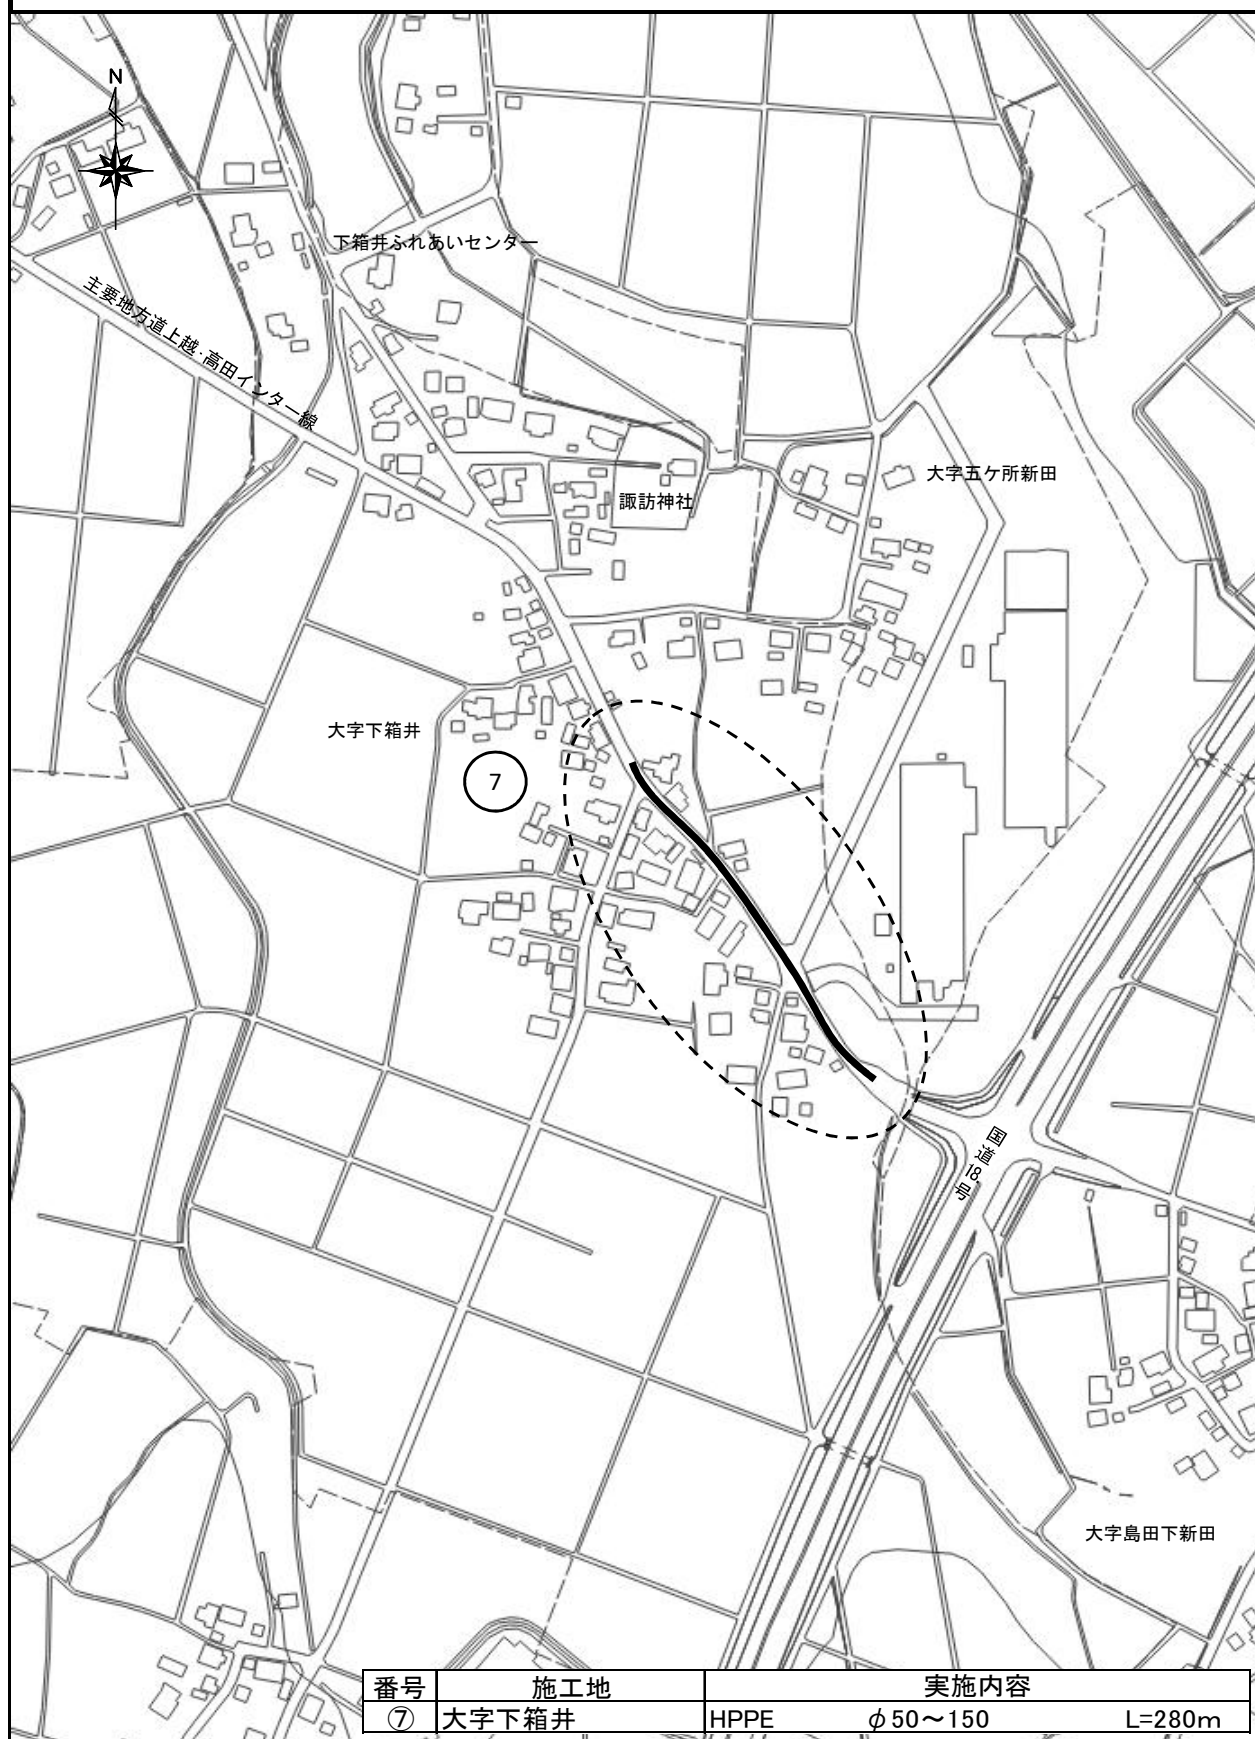 N
下箱井ふれあいセンター
主要地方道上越・高田インター線
大字五ケ所新田
諏訪神社
大字下箱井
7
国道18号
大字島田下新田
番号 施工地 実施内容
⑦ 大字下箱井 HPPE φ50～150 L=280m